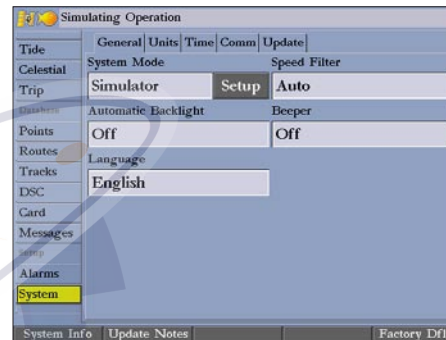 Simulating Operation
General Units Time Comm Update
Tide
Celestial
Trip
Database
Points
Routes
Tracks
DSC
Card
Messages
Setup
Alarms
System
System Mode
Simulator Setup
Speed Filter
Auto
Automatic Backlight
Off
Beeper
Off
Language
English
System Info Update Notes Factory Dfl